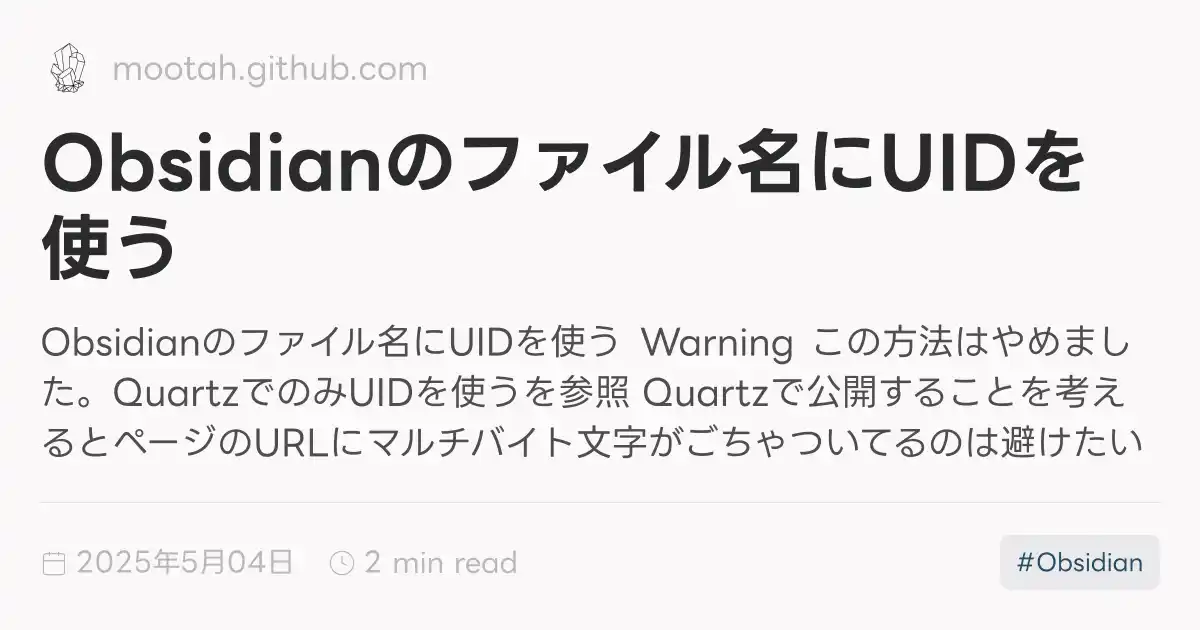 mootah.github.com
Obsidianのファイル名にUIDを
使う
Obsidianのファイル名にUIDを使う Warning この方法はやめまし
た。QuartzでのみUIDを使うを参照 Quartzで公開することを考え
るとページのURLにマルチバイト文字がごちゃついてるのは避けたい
2025年5月04日 2 min read
#Obsidian